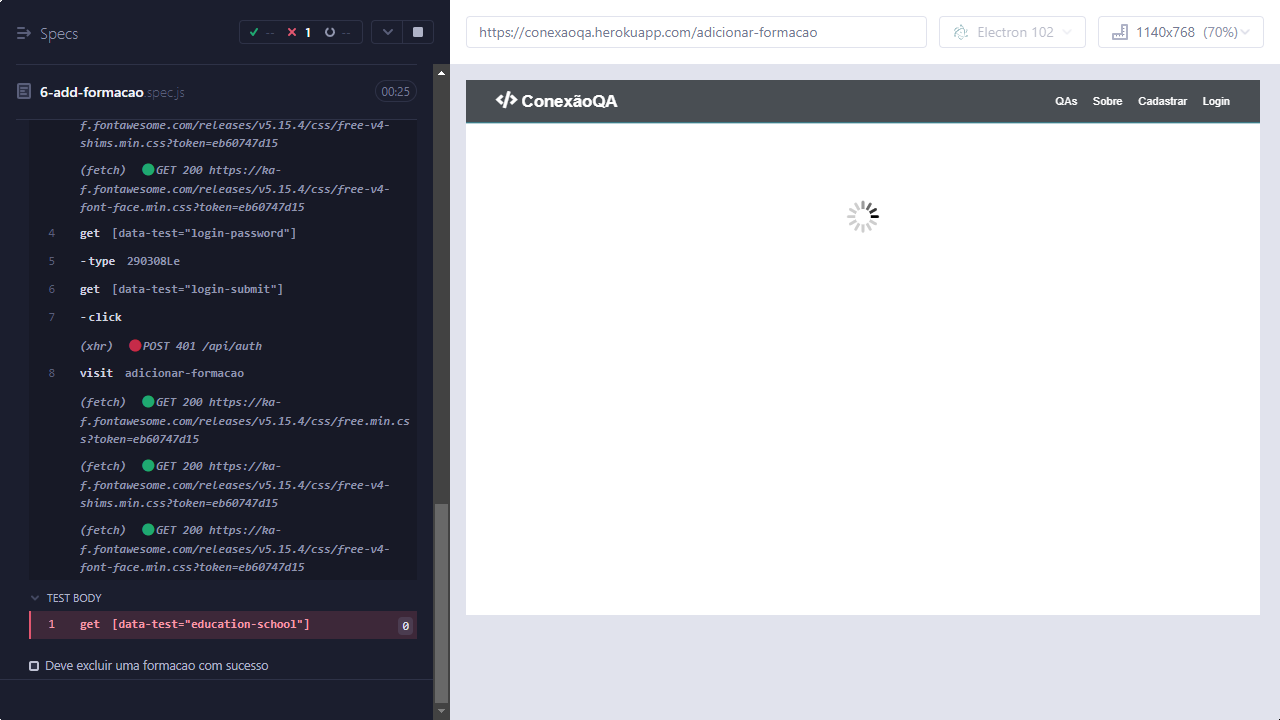 Specs
-- 1 --
6-add-formacao.spec.js 00:25
f.fontawesome.com/releases/v5.15.4/css/free-v4-
shims.min.css?token=eb60747d15
(fetch) GET 200 https://ka-
f.fontawesome.com/releases/v5.15.4/css/free-v4-
font-face.min.css?token=eb60747d15
4 get [data-test="login-password"]
5 -type 290308Le
6 get [data-test="login-submit"]
7 -click
(xhr) POST 401 /api/auth
8 visit adicionar-formacao
(fetch) GET 200 https://ka-
f.fontawesome.com/releases/v5.15.4/css/free.min.cs
s?token=eb60747d15
(fetch) GET 200 https://ka-
f.fontawesome.com/releases/v5.15.4/css/free-v4-
shims.min.css?token=eb60747d15
(fetch) GET 200 https://ka-
f.fontawesome.com/releases/v5.15.4/css/free-v4-
font-face.min.css?token=eb60747d15
TEST BODY
1 get [data-test="education-school"] 0
Deve excluir uma formacao com sucesso
https://conexaoqa.herokuapp.com/adicionar-formacao
Electron 102
1140x768 (70%)
ConexãoQA
QAs Sobre Cadastrar Login